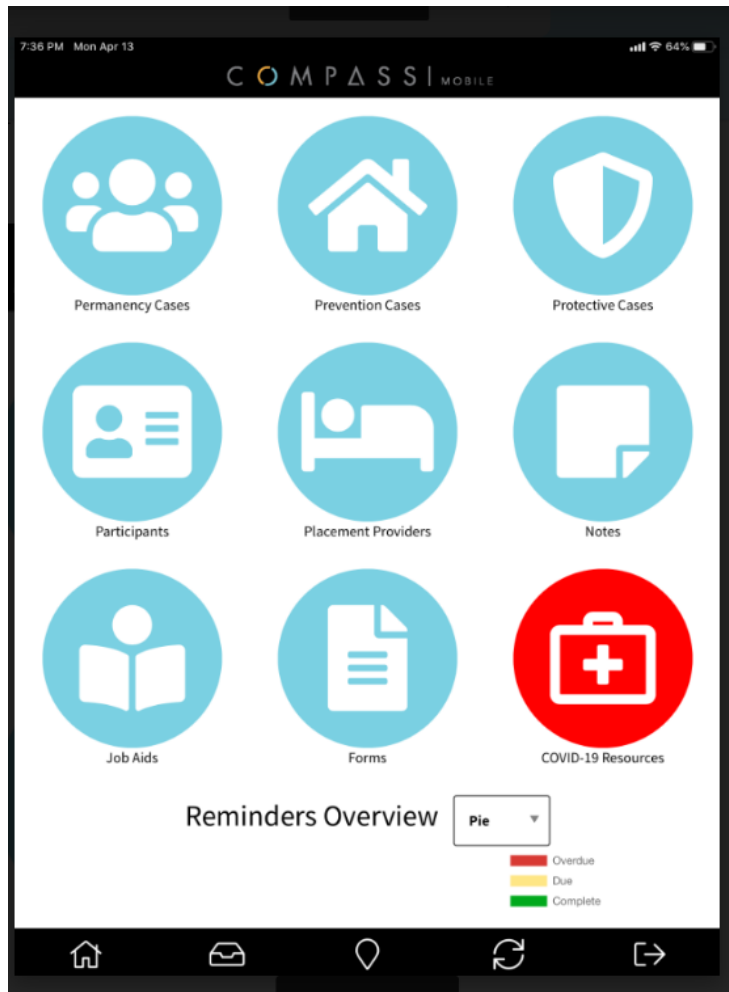 7:36 PM Mon Apr 13 64%
COMPASS | MOBILE
Permanency Cases Prevention Cases Protective Cases
Participants Placement Providers Notes
Job Aids Forms COVID-19 Resources
Reminders Overview Pie
Overdue
Due
Complete